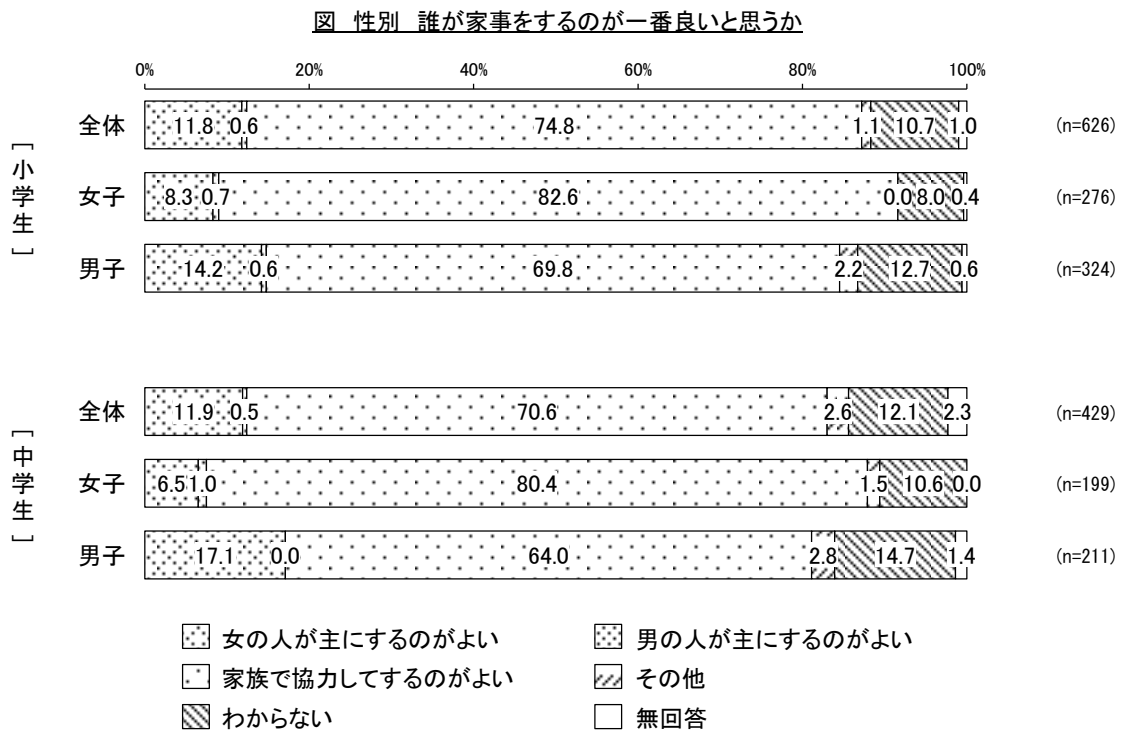 図 性別 誰が家事をするのが一番良いと思うか
0% 20% 40% 60% 80% 100%
[小学生]
全体 11.8 0.6 74.8 1.1 10.7 1.0 (n=626)
女子 8.3 0.7 82.6 0.0 8.0 0.4 (n=276)
男子 14.2 0.6 69.8 2.2 12.7 0.6 (n=324)
[中学生]
全体 11.9 0.5 70.6 2.6 12.1 2.3 (n=429)
女子 6.5 1.0 80.4 1.5 10.6 0.0 (n=199)
男子 17.1 0.0 64.0 2.8 14.7 1.4 (n=211)
女の人が主にするのがよい 男の人が主にするのがよい
家族で協力してするのがよい その他
わからない 無回答